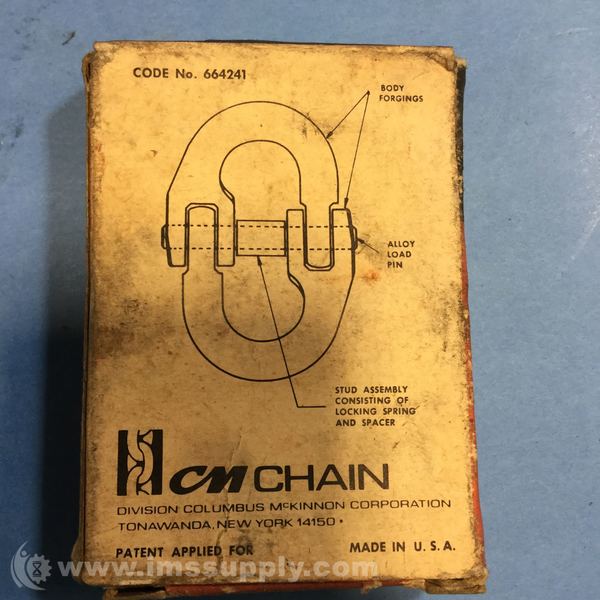 CODE No. 664241
BODY
FORGINGS
ALLOY
LOAD
PIN
STUD ASSEMBLY
CONSISTING OF
LOCKING SPRING
AND SPACER
CM CHAIN
DIVISION COLUMBUS McKINNON CORPORATION
TONAWANDA, NEW YORK 14150
PATENT APPLIED FOR
MADE IN U.S.A.
www.imssupply.com